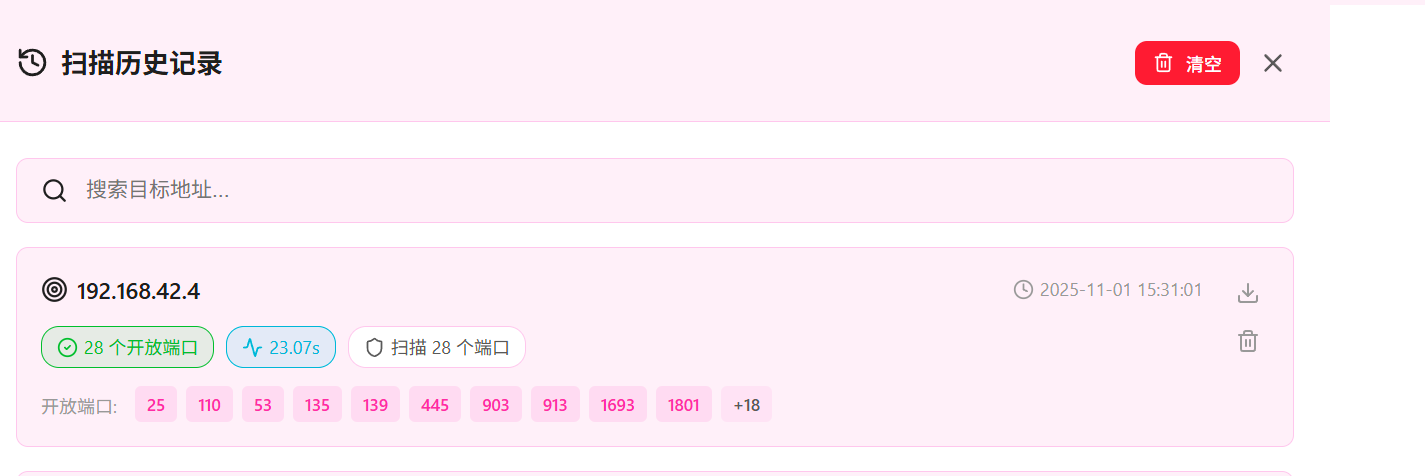 扫描历史记录 清空
搜索目标地址...
192.168.42.4 2025-11-01 15:31:01
28 个开放端口 23.07s 扫描 28 个端口
开放端口: 25 110 53 135 139 445 903 913 1693 1801 +18